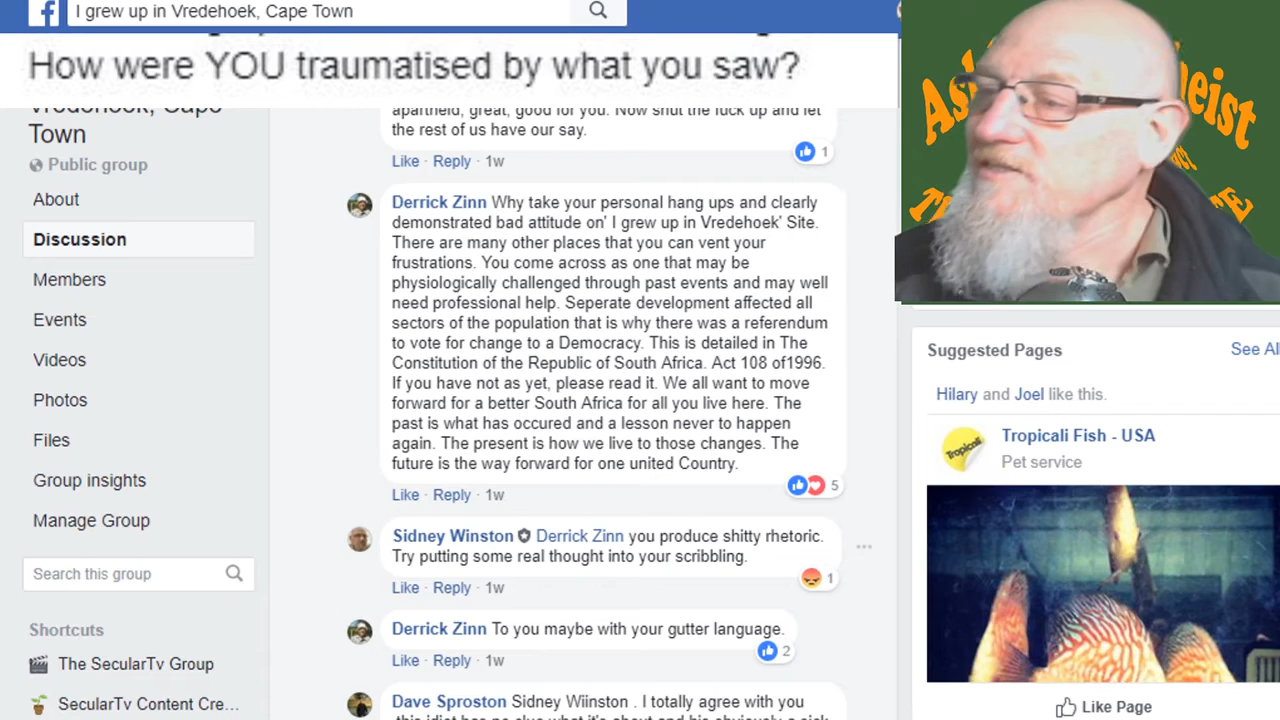 I grew up in Vredehoek, Cape Town
How were YOU traumatised by what you saw?
Vredehoek, Cape
Town
Public group
About
Discussion
Members
Events
Videos
Photos
Files
Group insights
Manage Group
Search this group
Shortcuts
The SecularTv Group
SecularTv Content Cre...
apartheid, great, good for you. Now shut the fuck up and let
the rest of us have our say.
Like · Reply · 1w
1
Derrick Zinn Why take your personal hang ups and clearly
demonstrated bad attitude on' I grew up in Vredehoek' Site.
There are many other places that you can vent your
frustrations. You come across as one that may be
physiologically challenged through past events and may well
need professional help. Seperate development affected all
sectors of the population that is why there was a referendum
to vote for change to a Democracy. This is detailed in The
Constitution of the Republic of South Africa. Act 108 of1996.
If you have not as yet, please read it. We all want to move
forward for a better South Africa for all you live here. The
past is what has occured and a lesson never to happen
again. The present is how we live to those changes. The
future is the way forward for one united Country.
Like · Reply · 1w
5
Sidney Winston Derrick Zinn you produce shitty rhetoric.
Try putting some real thought into your scribbling.
Like · Reply · 1w
1
Derrick Zinn To you maybe with your gutter language.
Like · Reply · 1w
2
Dave Sproston Sidney Wiinston . I totally agree with you
this idiot has no clue what it's about and his obviously a sick
Suggested Pages
See All
Hilary and Joel like this.
Tropicali
Tropicali Fish - USA
Pet service
Like Page